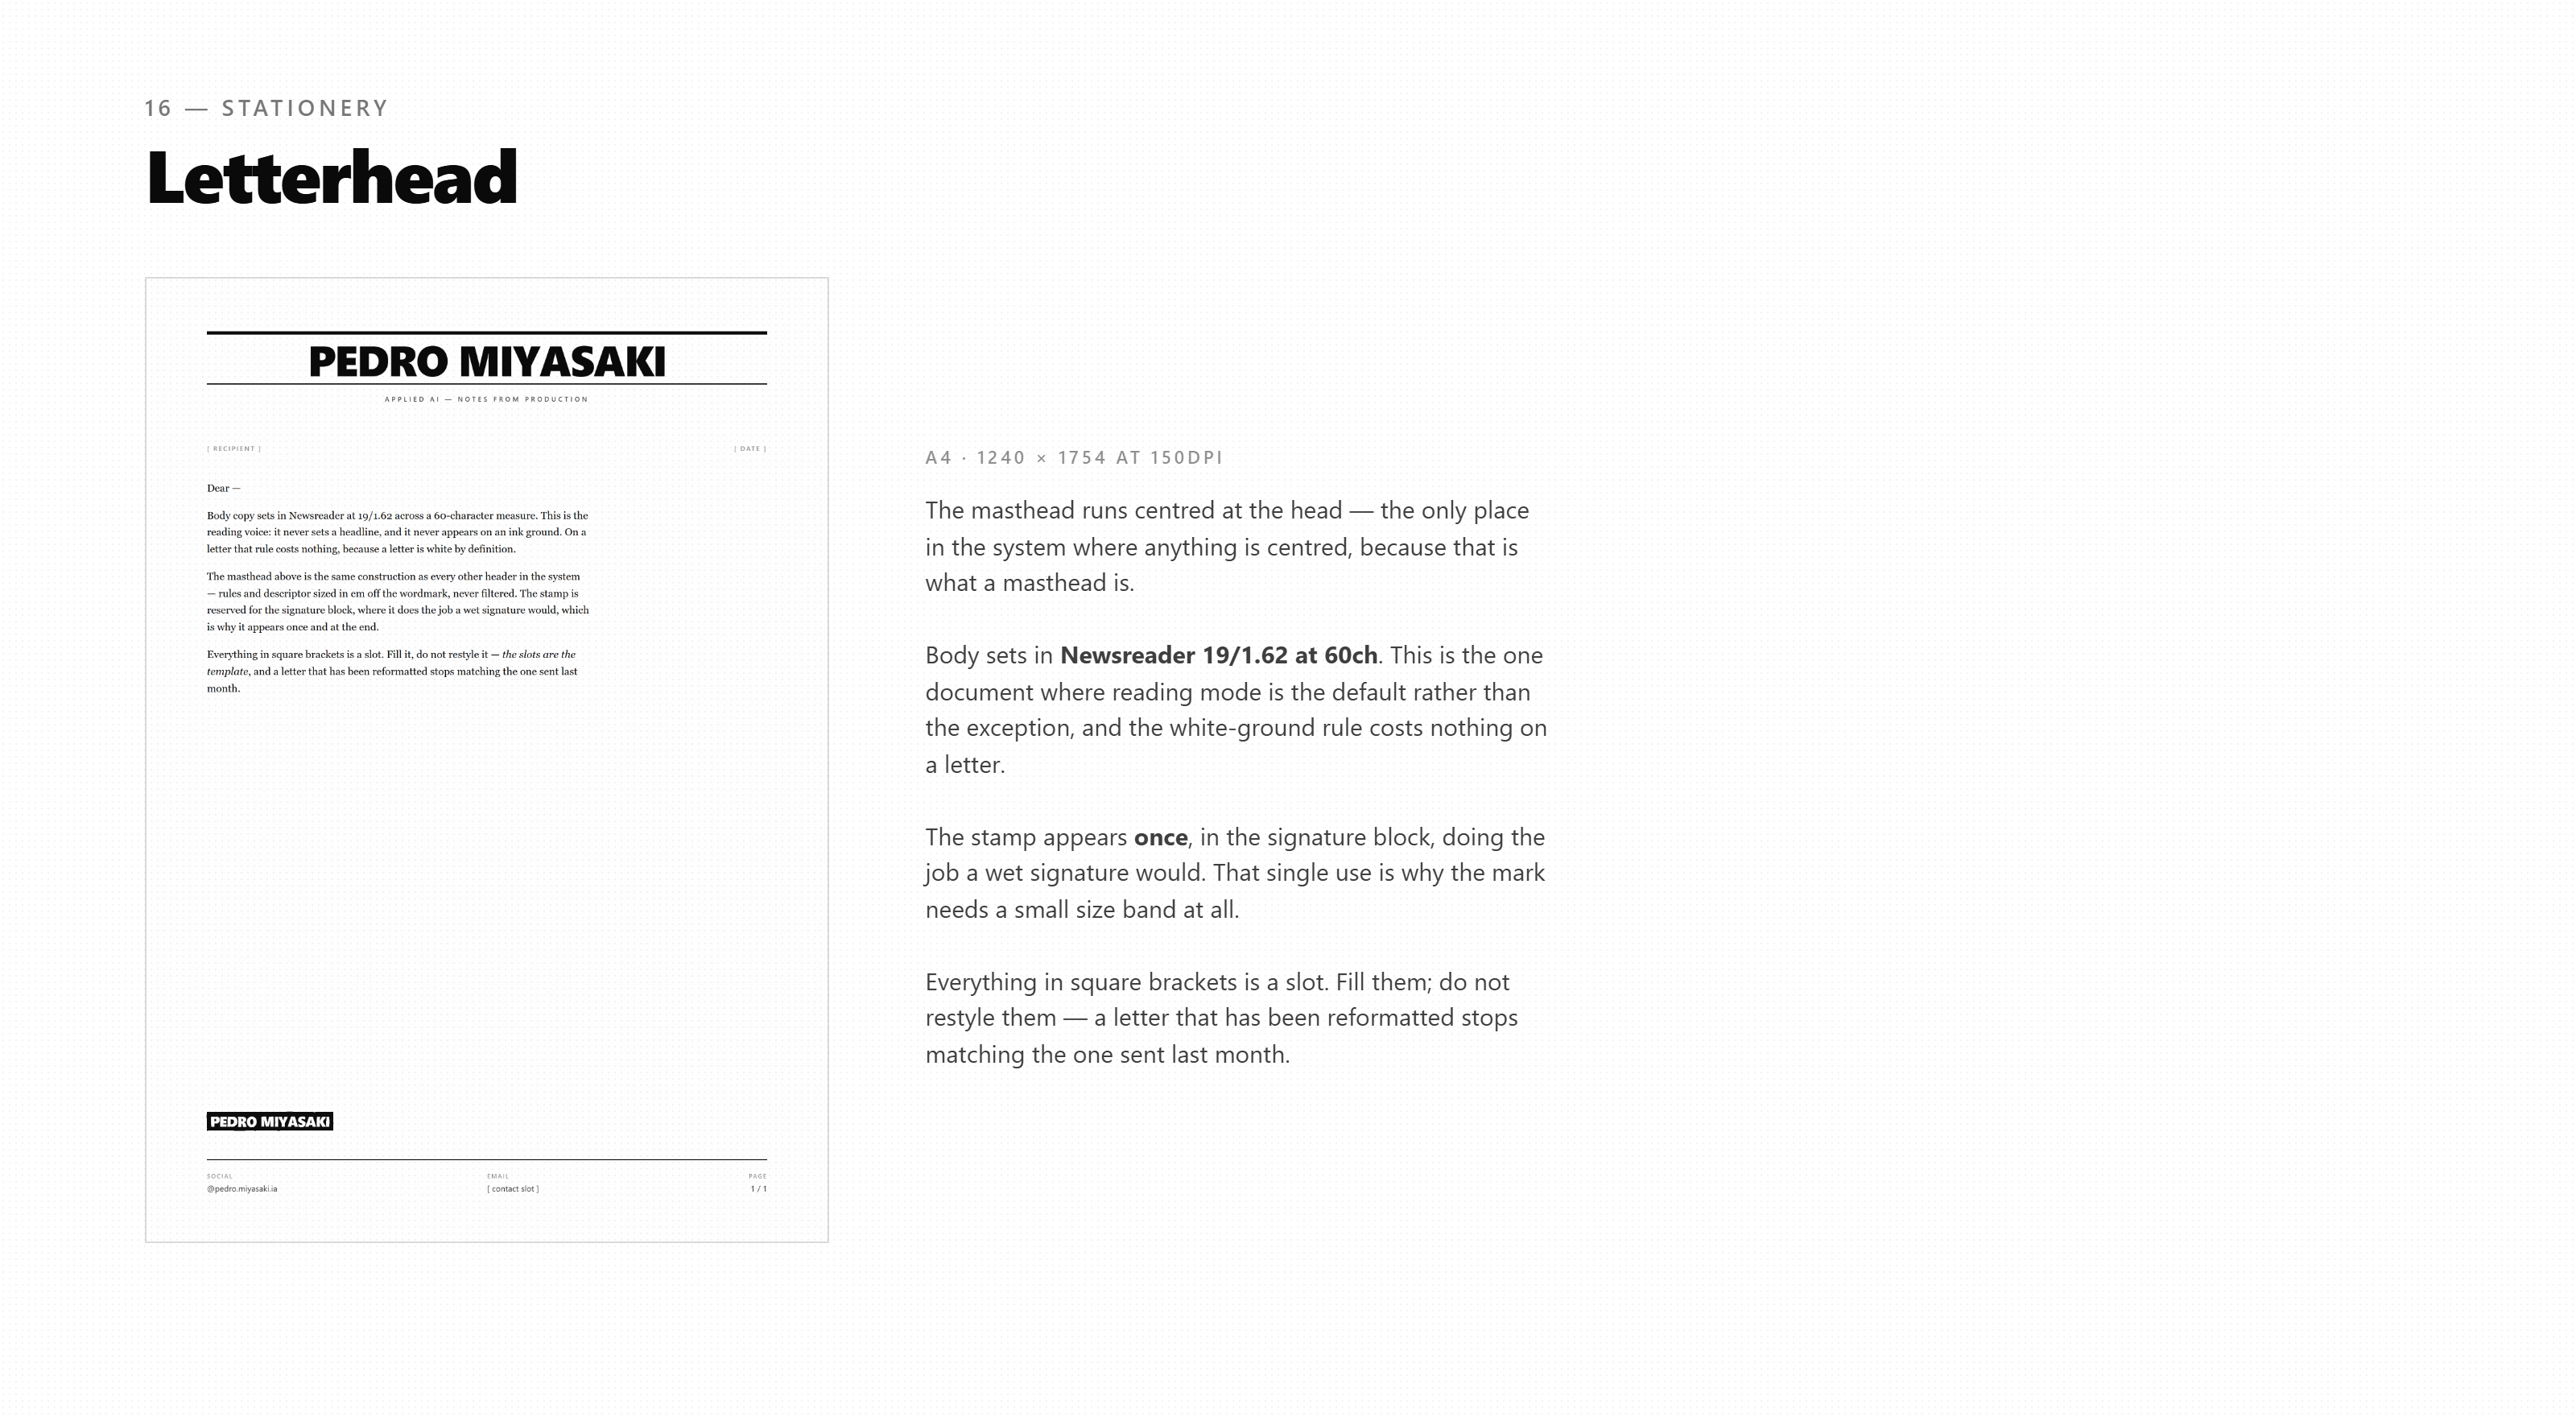 16 — STATIONERY
Letterhead
PEDRO MIYASAKI
APPLIED AI — NOTES FROM PRODUCTION
[ RECIPIENT ]
[ DATE ]
Dear —
Body copy sets in Newsreader at 19/1.62 across a 60-character measure. This is the
reading voice: it never sets a headline, and it never appears on an ink ground. On a
letter that rule costs nothing, because a letter is white by definition.
The masthead above is the same construction as every other header in the system
— rules and descriptor sized in em off the wordmark, never filtered. The stamp is
reserved for the signature block, where it does the job a wet signature would, which
is why it appears once and at the end.
Everything in square brackets is a slot. Fill it, do not restyle it — the slots are the
template, and a letter that has been reformatted stops matching the one sent last
month.
PEDRO MIYASAKI
SOCIAL
@pedro.miyasaki.ia
EMAIL
[ contact slot ]
PAGE
1 / 1
A4 · 1240 × 1754 AT 150DPI
The masthead runs centred at the head — the only place
in the system where anything is centred, because that is
what a masthead is.
Body sets in Newsreader 19/1.62 at 60ch. This is the one
document where reading mode is the default rather than
the exception, and the white-ground rule costs nothing on
a letter.
The stamp appears once, in the signature block, doing the
job a wet signature would. That single use is why the mark
needs a small size band at all.
Everything in square brackets is a slot. Fill them; do not
restyle them — a letter that has been reformatted stops
matching the one sent last month.